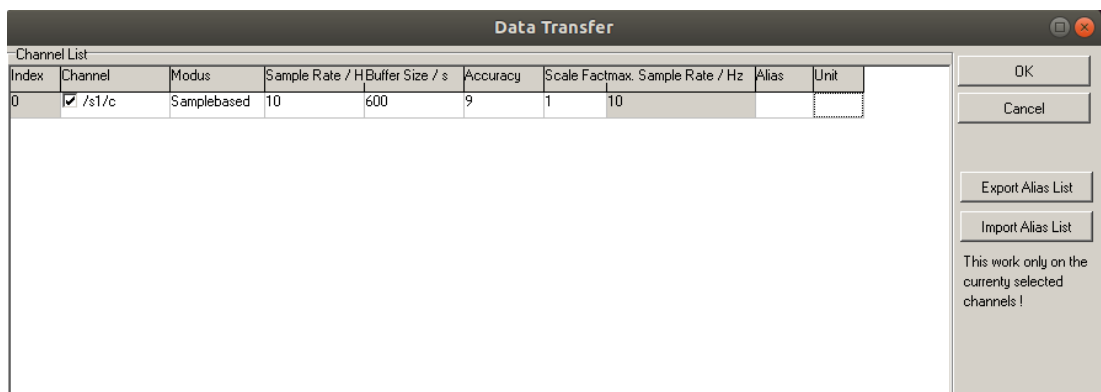 Data Transfer
Channel List
Index Channel Modus Sample Rate / H Buffer Size / s Accuracy Scale Fact max. Sample Rate / Hz Alias Unit
0 /s1/c Samplebased 10 600 9 1 10
OK
Cancel
Export Alias List
Import Alias List
This work only on the
currenty selected
channels !